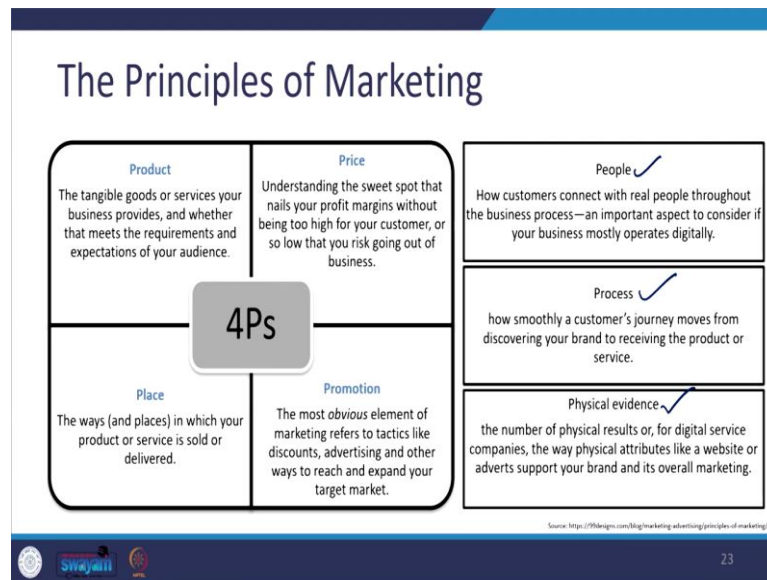 The Principles of Marketing
Product
The tangible goods or services your
business provides, and whether
that meets the requirements and
expectations of your audience.
Price
Understanding the sweet spot that
nails your profit margins without
being too high for your customer, or
so low that you risk going out of
business.
4Ps
Place
The ways (and places) in which your
product or service is sold or
delivered.
Promotion
The most obvious element of
marketing refers to tactics like
discounts, advertising and other
ways to reach and expand your
target market.
People
How customers connect with real people throughout
the business process—an important aspect to consider if
your business mostly operates digitally.
Process
how smoothly a customer's journey moves from
discovering your brand to receiving the product or
service.
Physical evidence
the number of physical results or, for digital service
companies, the way physical attributes like a website or
adverts support your brand and its overall marketing.
Source: https://99designs.com/blog/marketing-advertising/principles-of-marketing/
swayam
23